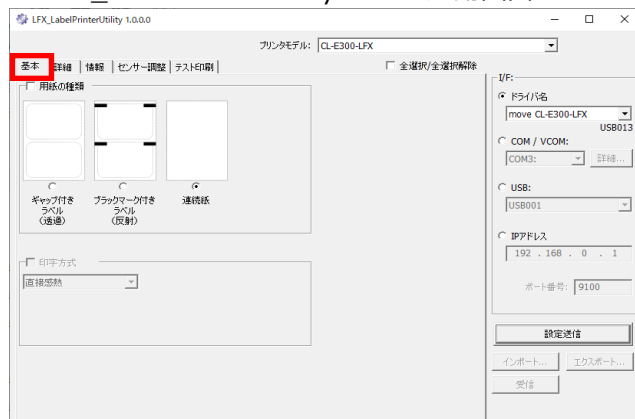 LFX_LabelPrinterUtility 1.0.0.0
プリンタモデル: CL-E300-LFX
基本 詳細 情報 センサー調整 テスト印刷
全選択/全選択解除
用紙の種類
ギャップ付き
ラベル
(透過)
ブラックマーク付き
ラベル
(反射)
連続紙
印字方式
直接感熱
I/F:
ドライバ名
move CL-E300-LFX
USB013
COM / VCOM:
COM3: 詳細...
USB:
USB001
IPアドレス
192 . 168 . 0 . 1
ポート番号: 9100
設定送信
インポート... エクスポート...
受信